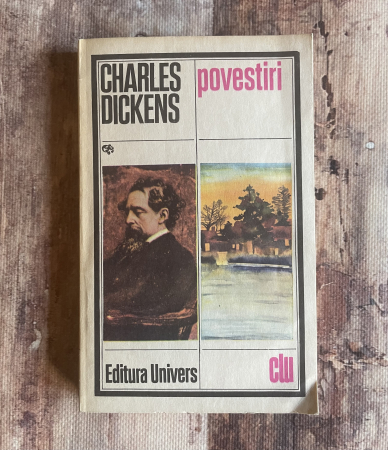 CHARLES
DICKENS
povestiri
Editura Univers
clu